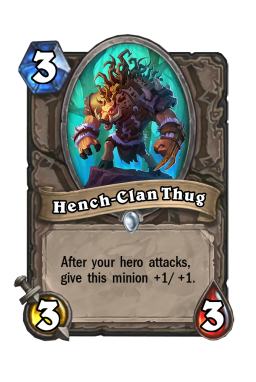 3
Hench-Clan Thug
After your hero attacks,
give this minion +1/ +1.
3 3